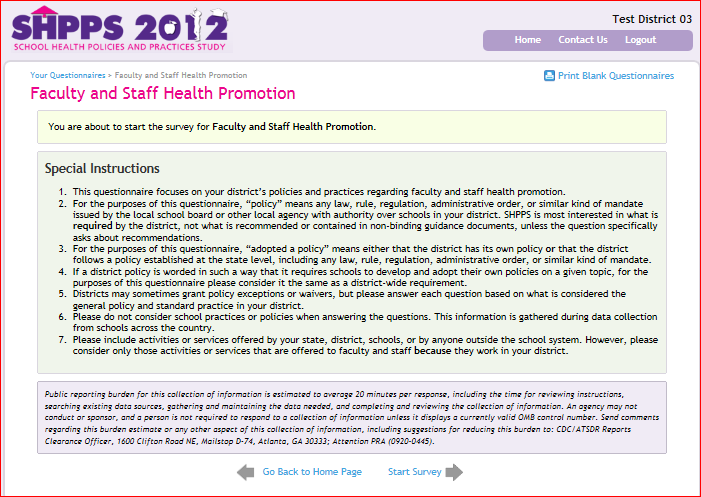 SHPPS 2012
SCHOOL HEALTH POLICIES AND PRACTICES STUDY
Test District 03
Home Contact Us Logout
Your Questionnaires > Faculty and Staff Health Promotion
Print Blank Questionnaires
Faculty and Staff Health Promotion
You are about to start the survey for Faculty and Staff Health Promotion.
Special Instructions
1. This questionnaire focuses on your district's policies and practices regarding faculty and staff health promotion.
2. For the purposes of this questionnaire, “policy” means any law, rule, regulation, administrative order, or similar kind of mandate
issued by the local school board or other local agency with authority over schools in your district. SHPPS is most interested in what is
required by the district, not what is recommended or contained in non-binding guidance documents, unless the question specifically
asks about recommendations.
3. For the purposes of this questionnaire, “adopted a policy” means either that the district has its own policy or that the district
follows a policy established at the state level, including any law, rule, regulation, administrative order, or similar kind of mandate.
4. If a district policy is worded in such a way that it requires schools to develop and adopt their own policies on a given topic, for the
purposes of this questionnaire please consider it the same as a district-wide requirement.
5. Districts may sometimes grant policy exceptions or waivers, but please answer each question based on what is considered the
general policy and standard practice in your district.
6. Please do not consider school practices or policies when answering the questions. This information is gathered during data collection
from schools across the country.
7. Please include activities or services offered by your state, district, schools, or by anyone outside the school system. However, please
consider only those activities or services that are offered to faculty and staff because they work in your district.
Public reporting burden for this collection of information is estimated to average 20 minutes per response, including the time for reviewing instructions,
searching existing data sources, gathering and maintaining the data needed, and completing and reviewing the collection of information. An agency may not
conduct or sponsor, and a person is not required to respond to a collection of information unless it displays a currently valid OMB control number. Send comments
regarding this burden estimate or any other aspect of this collection of information, including suggestions for reducing this burden to: CDC/ATSDR Reports
Clearance Officer, 1600 Clifton Road NE, Mailstop D-74, Atlanta, GA 30333; Attention PRA (0920-0445).
Go Back to Home Page Start Survey